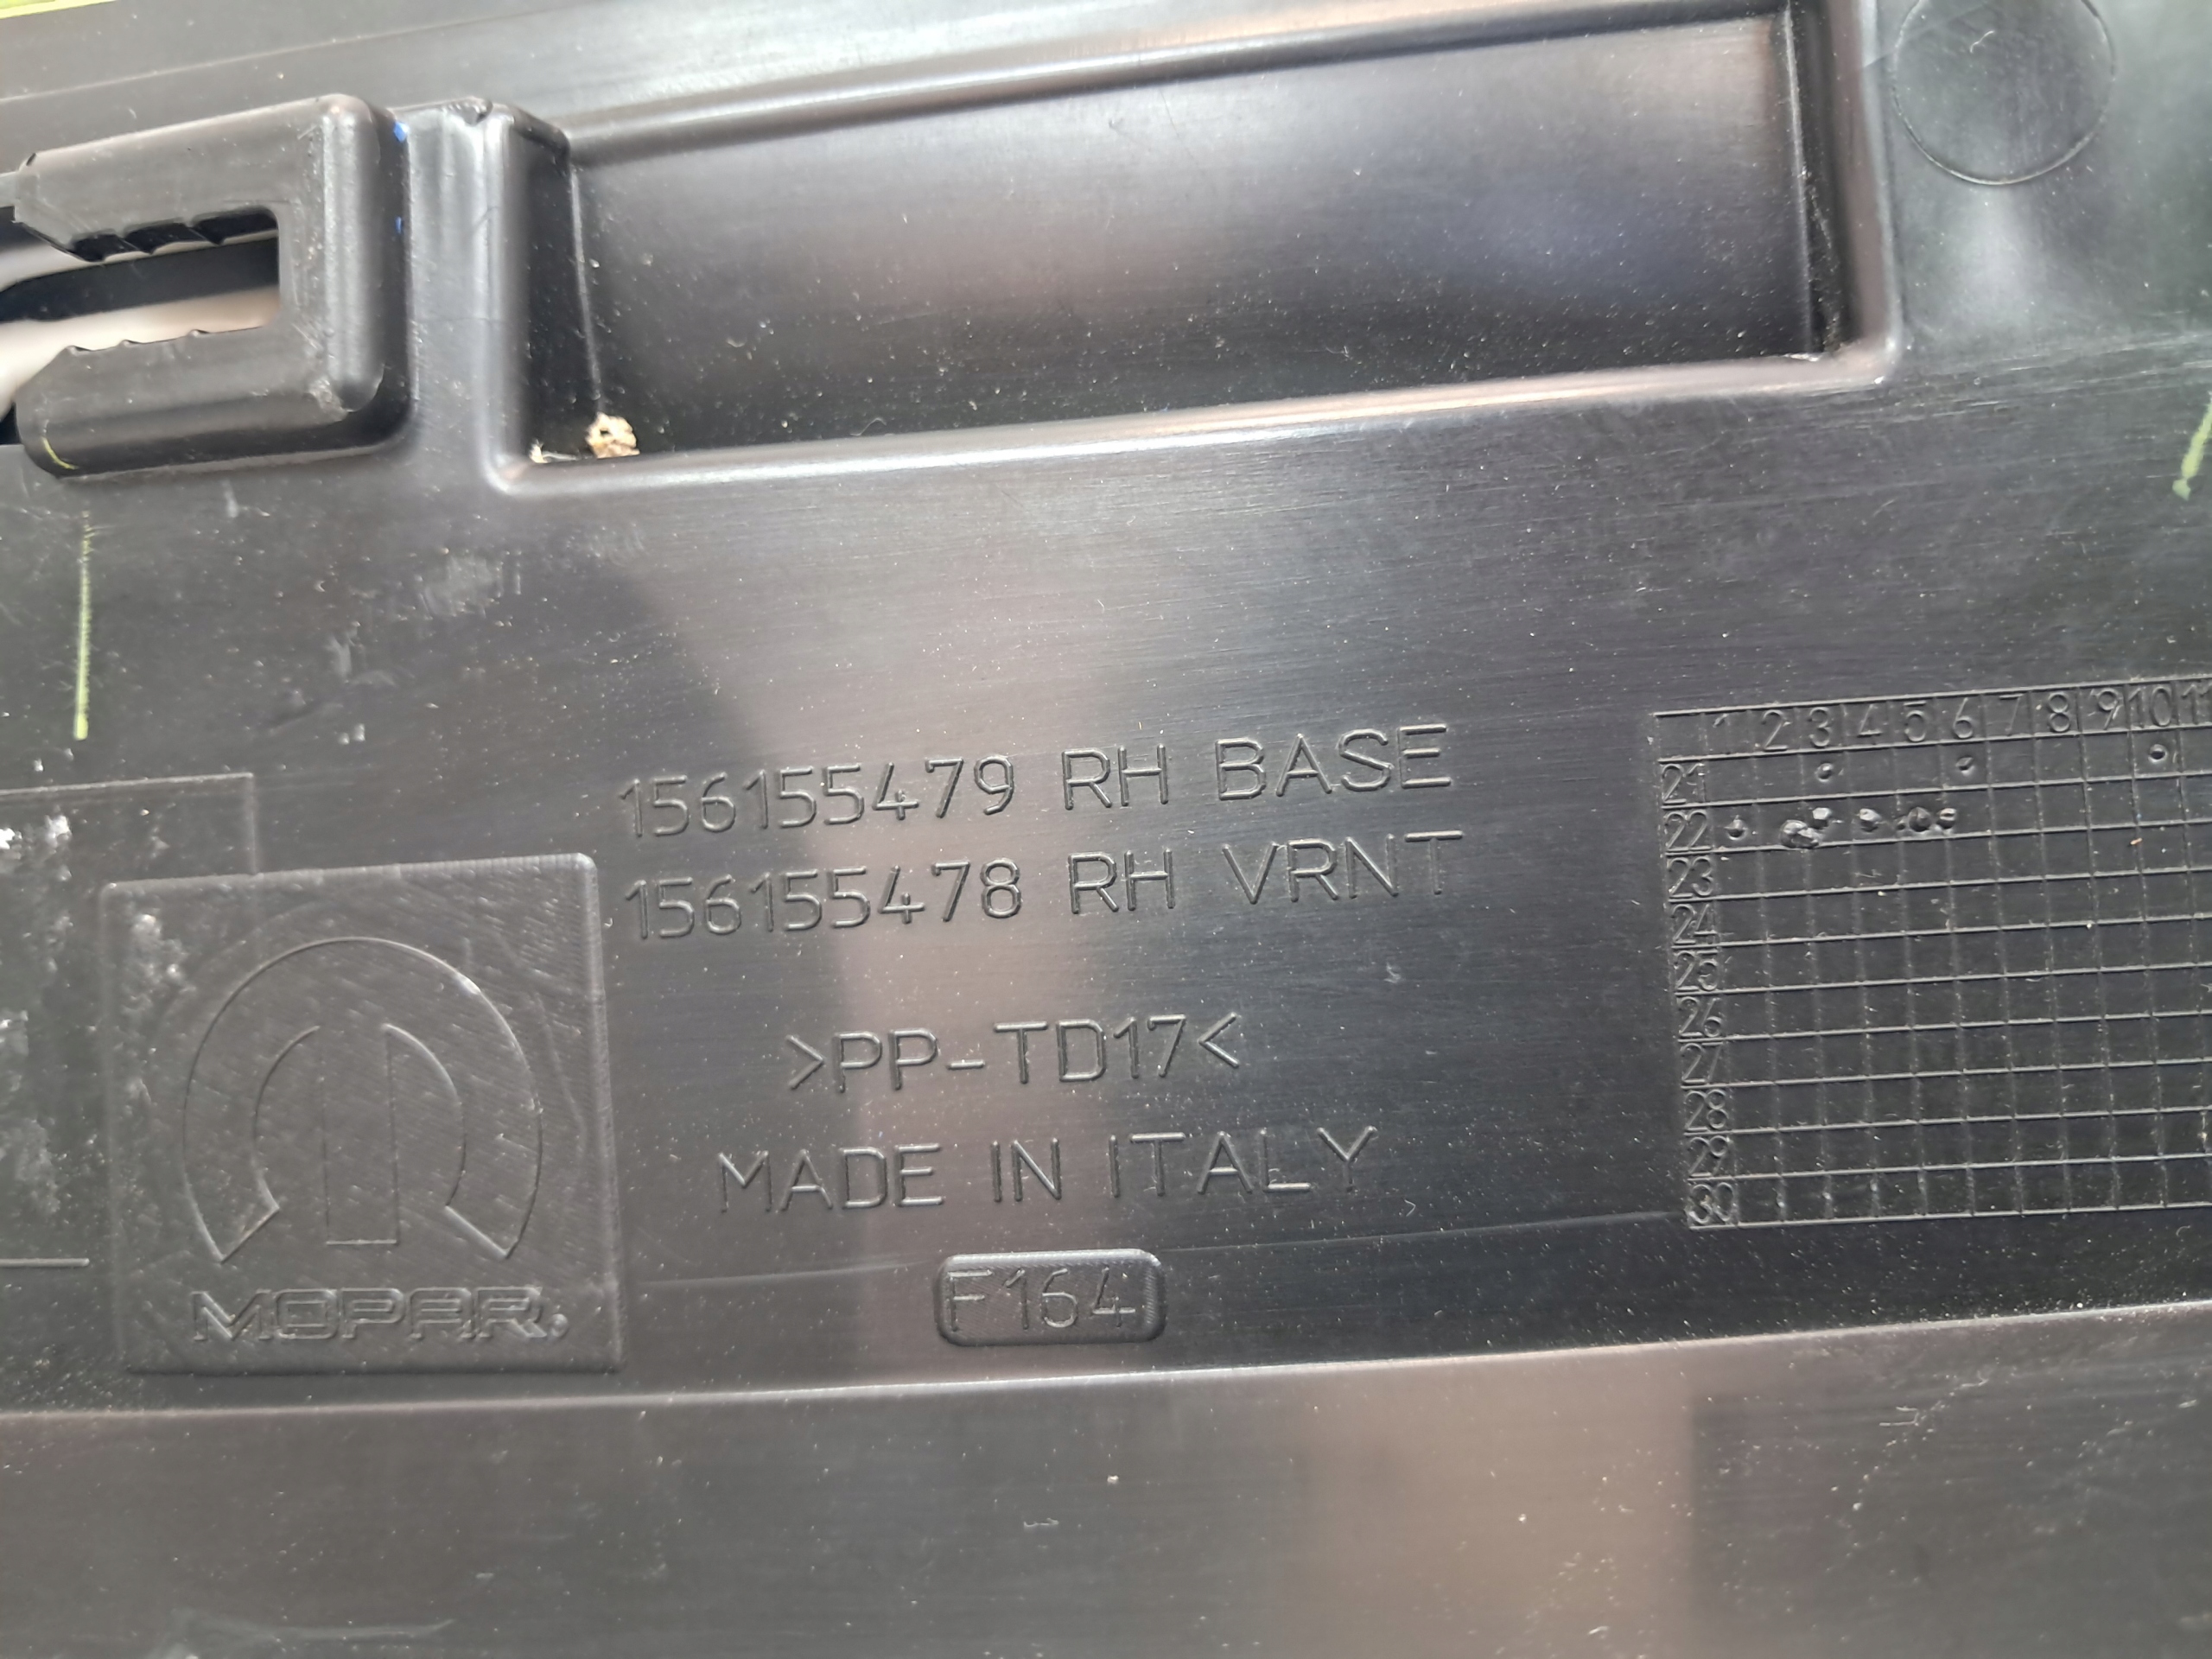 156155479 RH BASE
156155478 RH VRNT
>PP-TD17<
MADE IN ITALY
F164
MOPAR.
1 2 3 4 5 6 7 8 9 10 11
21
22
23
24
25
26
27
28
29
30